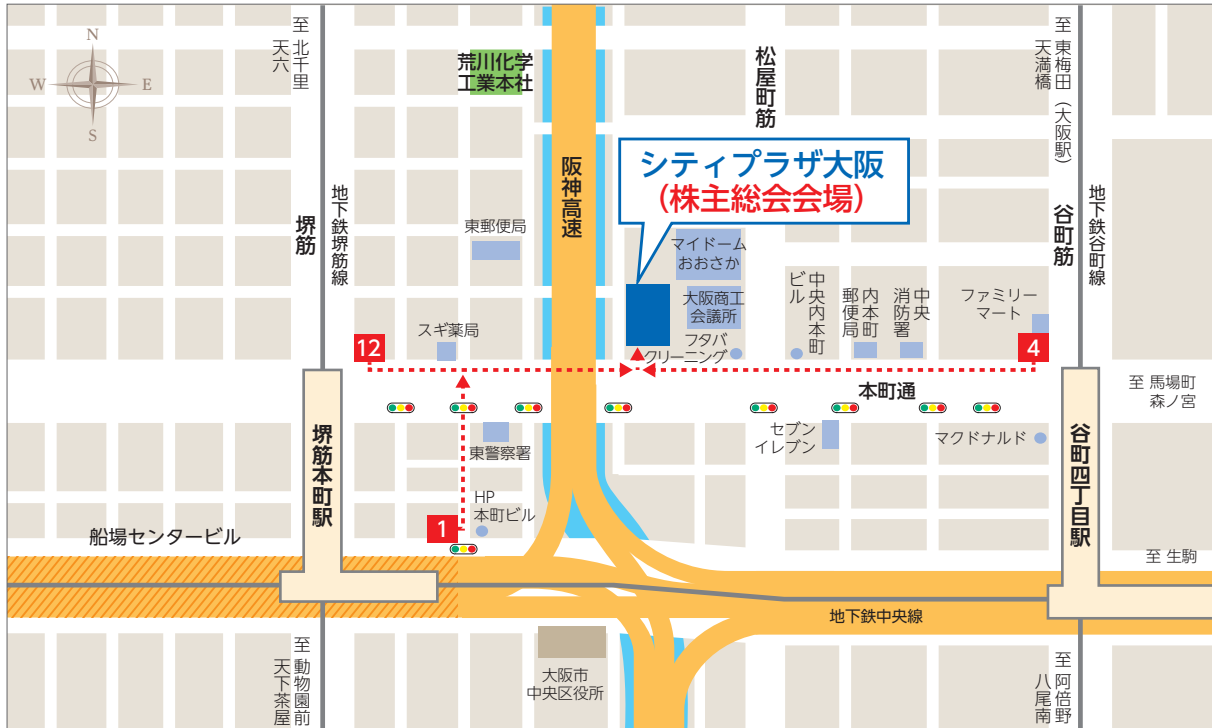 N
W
E
S
至 北千里
天六
荒川化学
工業本社
松屋町筋
至 東梅田(大阪駅)
天満橋
シティプラザ大阪
(株主総会会場)
阪神高速
堺筋
地下鉄堺筋線
谷町筋
地下鉄谷町線
東郵便局
マイドーム
おおさか
大阪商工
会議所
中央内本町
ビル
内本町
郵便局
中央
消防署
ファミリー
マート
スギ薬局
フタバ
クリーニング
12
4
本町通
至 馬場町
森ノ宮
東警察署
セブン
イレブン
マクドナルド
堺筋本町駅
谷町四丁目駅
HP
本町ビル
1
船場センタービル
至 生駒
地下鉄中央線
大阪市
中央区役所
至 動物園前
天下茶屋
至 阿倍野
八尾南